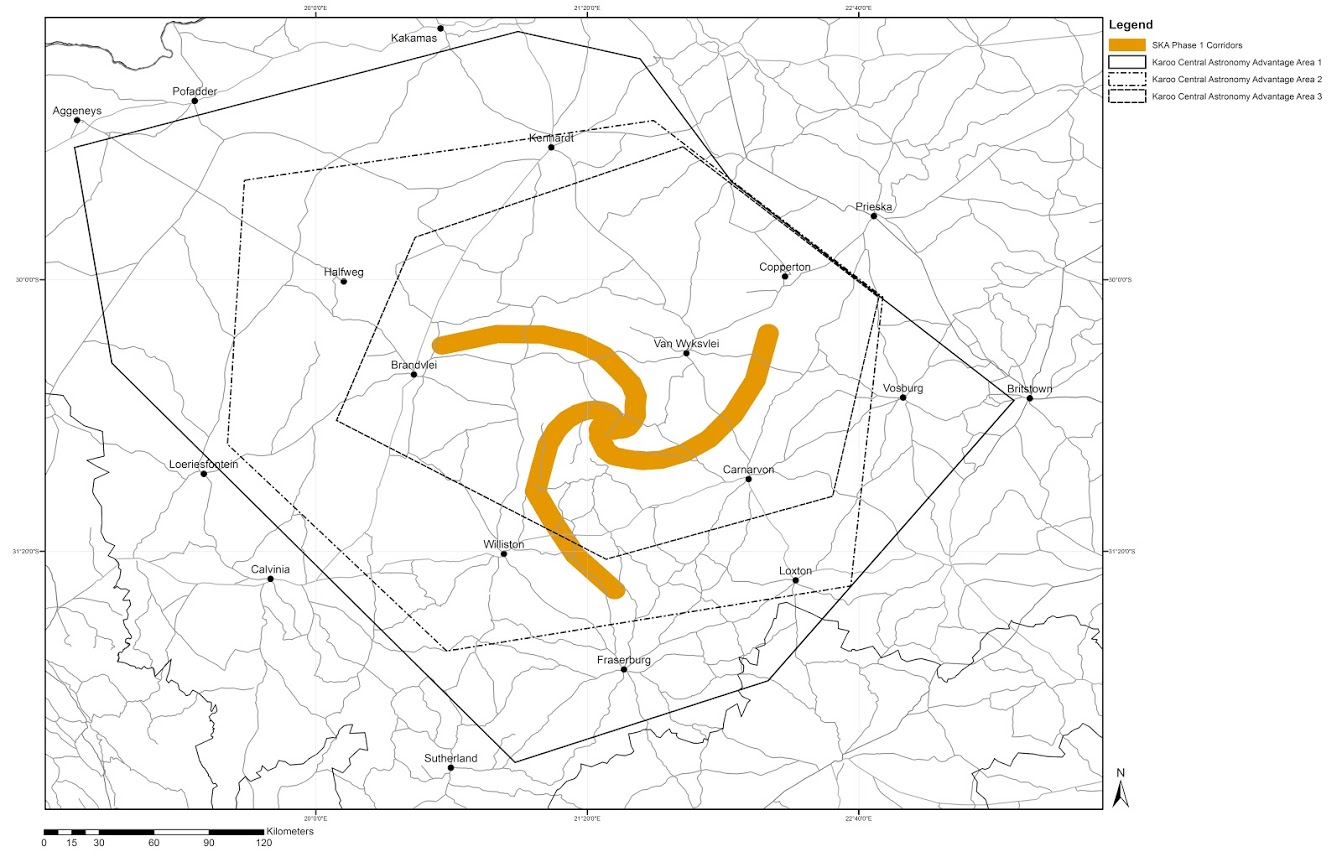 20°0'0"E
21°20'0"E
22°40'0"E
Legend
SKA Phase 1 Corridors
Karoo Central Astronomy Advantage Area 1
Karoo Central Astronomy Advantage Area 2
Karoo Central Astronomy Advantage Area 3
Kakamas
Pofadder
Aggeneys
Kenhardt
Prieska
Copperton
Halfweg
30°0'0"S
30°0'0"S
Van Wyksvlei
Brandvlei
Vosburg
Britstown
Loeriesfontein
Carnarvon
Williston
31°20'0"S
31°20'0"S
Calvinia
Loxton
Fraserburg
Sutherland
N
20°0'0"E
21°20'0"E
22°40'0"E
Kilometers
0 15 30 60 90 120